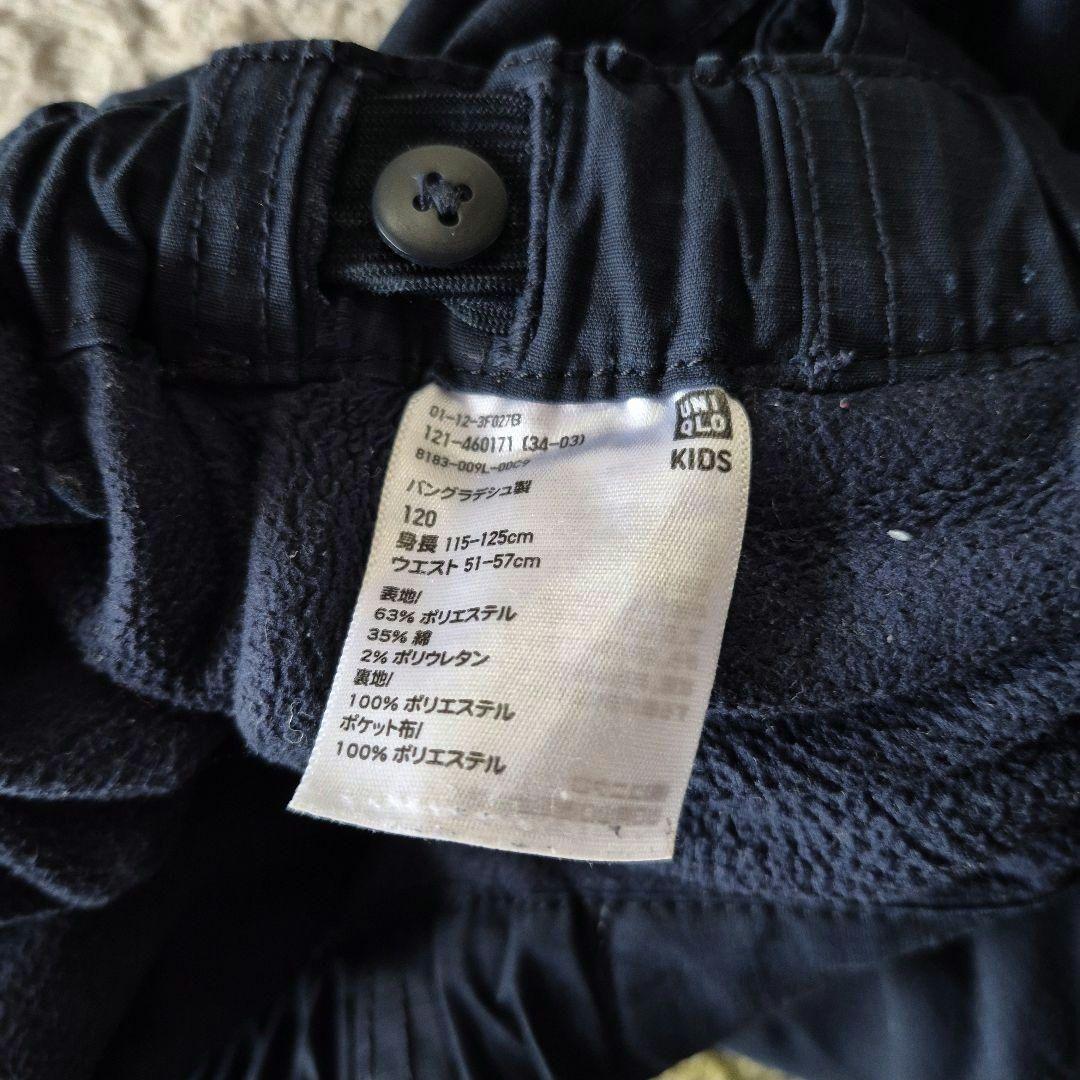 01-12-3F027B
121-460171 (34-03)
UNI
QLO
KIDS
バングラデシュ製
120
身長 115-125cm
ウエスト 51-57cm
表地/
63% ポリエステル
35% 綿
2% ポリウレタン
裏地/
100% ポリエステル
ポケット布/
100% ポリエステル